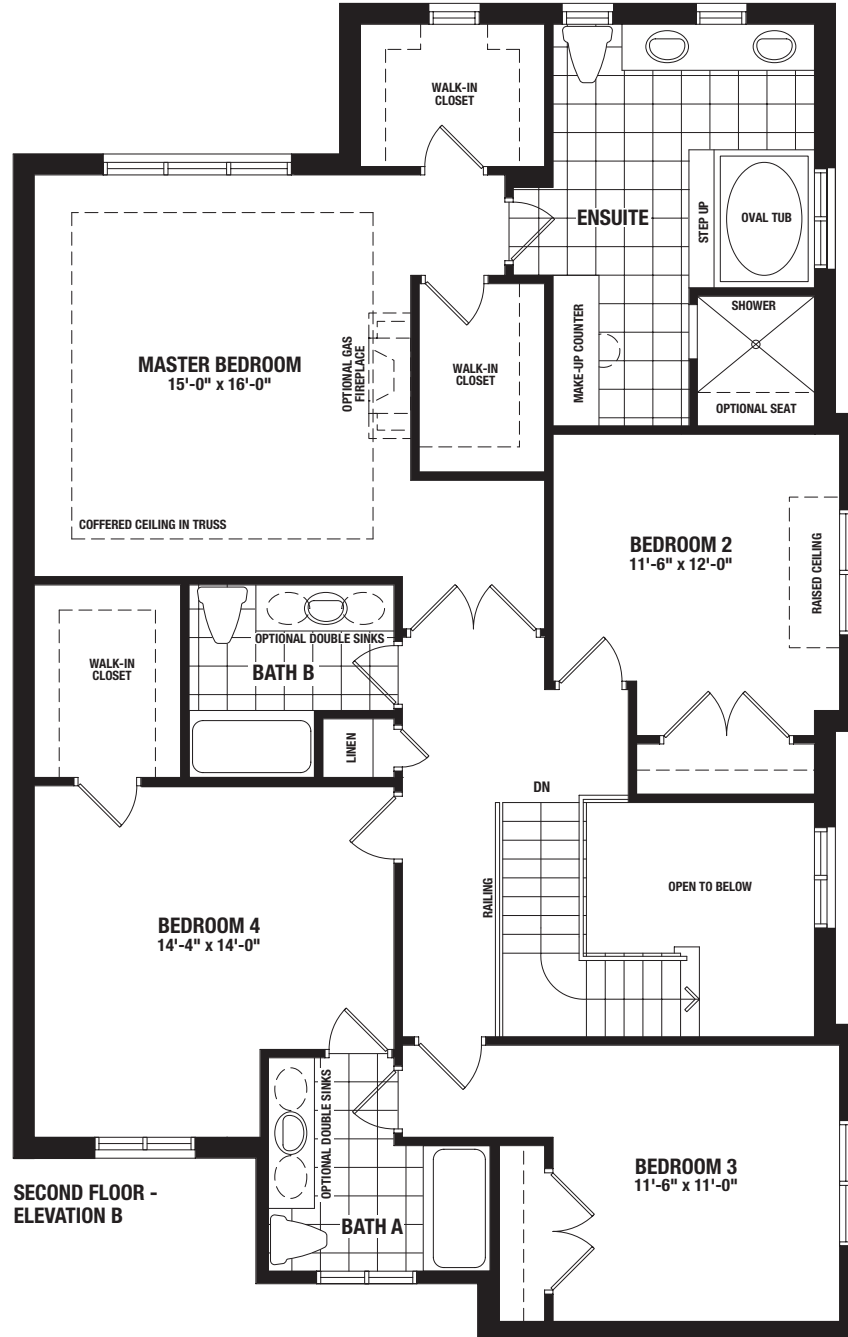 WALK-IN
CLOSET
ENSUITE
STEP UP
OVAL TUB
SHOWER
OPTIONAL SEAT
MAKE-UP COUNTER
WALK-IN
CLOSET
MASTER BEDROOM
15'-0" x 16'-0"
OPTIONAL GAS
FIREPLACE
COFFERED CEILING IN TRUSS
BEDROOM 2
11'-6" x 12'-0"
RAISED CEILING
WALK-IN
CLOSET
OPTIONAL DOUBLE SINKS
BATH B
LINEN
DN
RAILING
OPEN TO BELOW
BEDROOM 4
14'-4" x 14'-0"
OPTIONAL DOUBLE SINKS
BATH A
BEDROOM 3
11'-6" x 11'-0"
SECOND FLOOR -
ELEVATION B